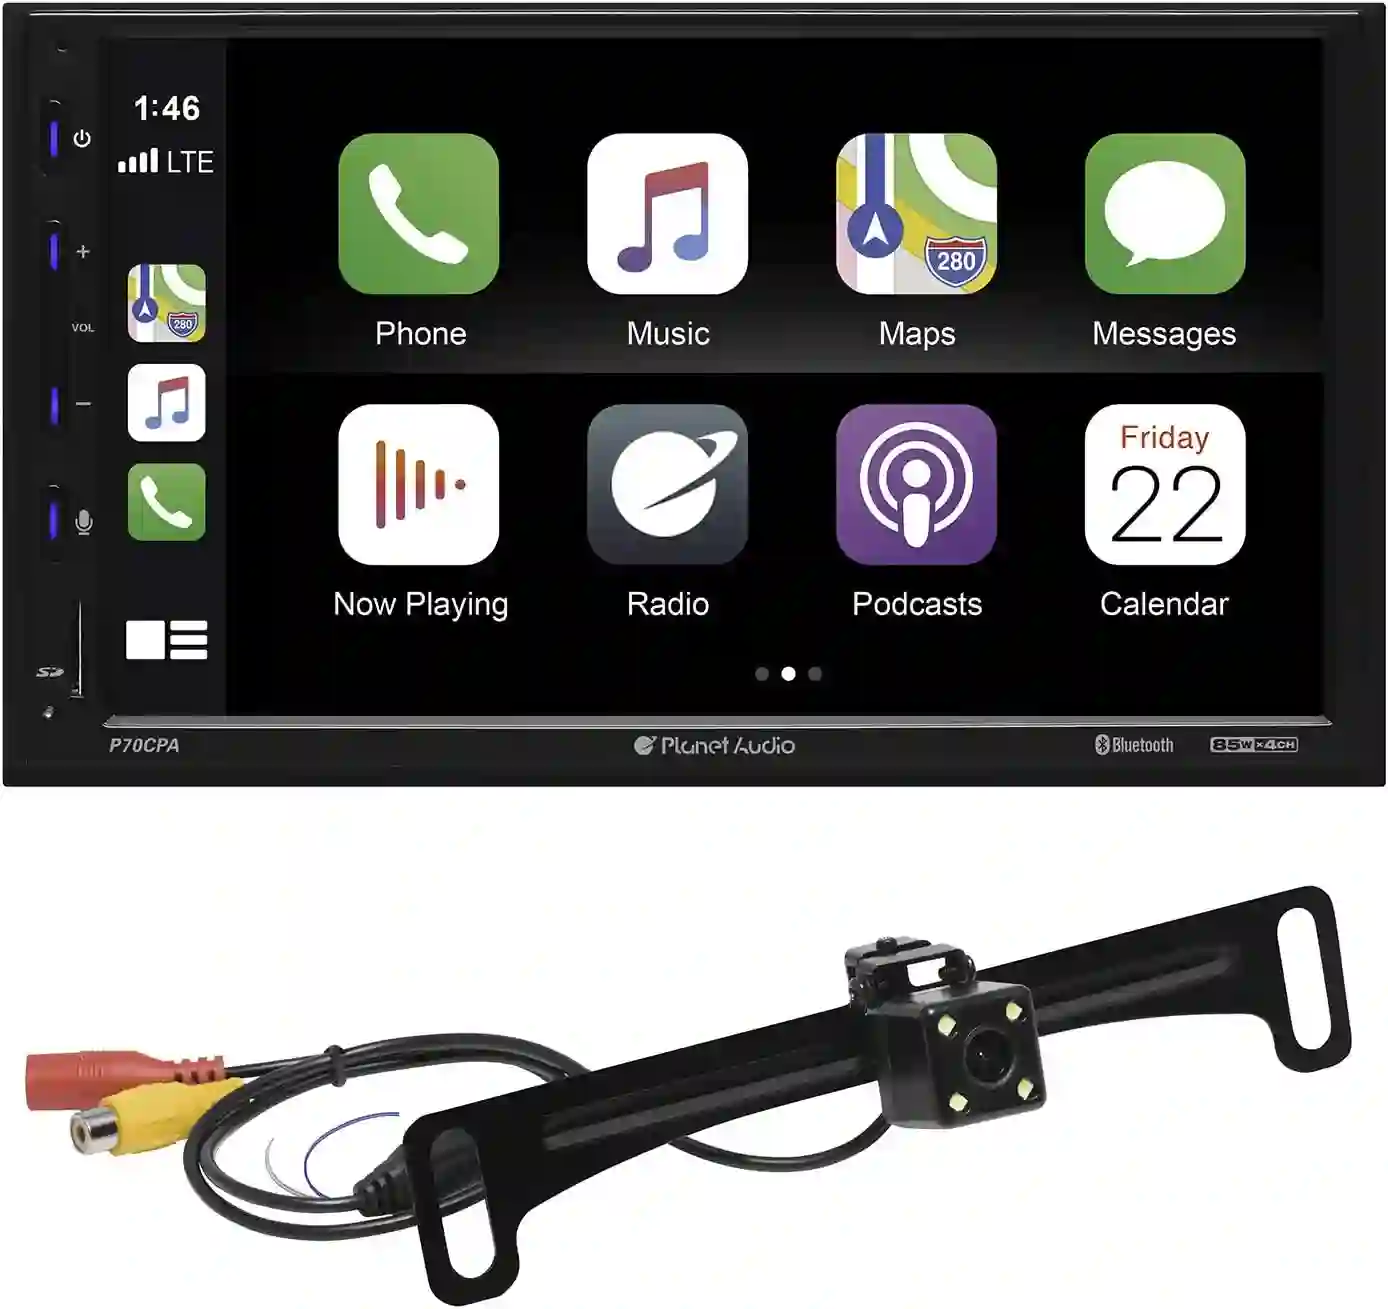 1:46
LTE
280
VOL
280
Phone
Music
Maps
Messages
Friday
22
Now Playing
Radio
Podcasts
Calendar
SD
P70CPA
Planet Audio
Bluetooth
85W×4CH